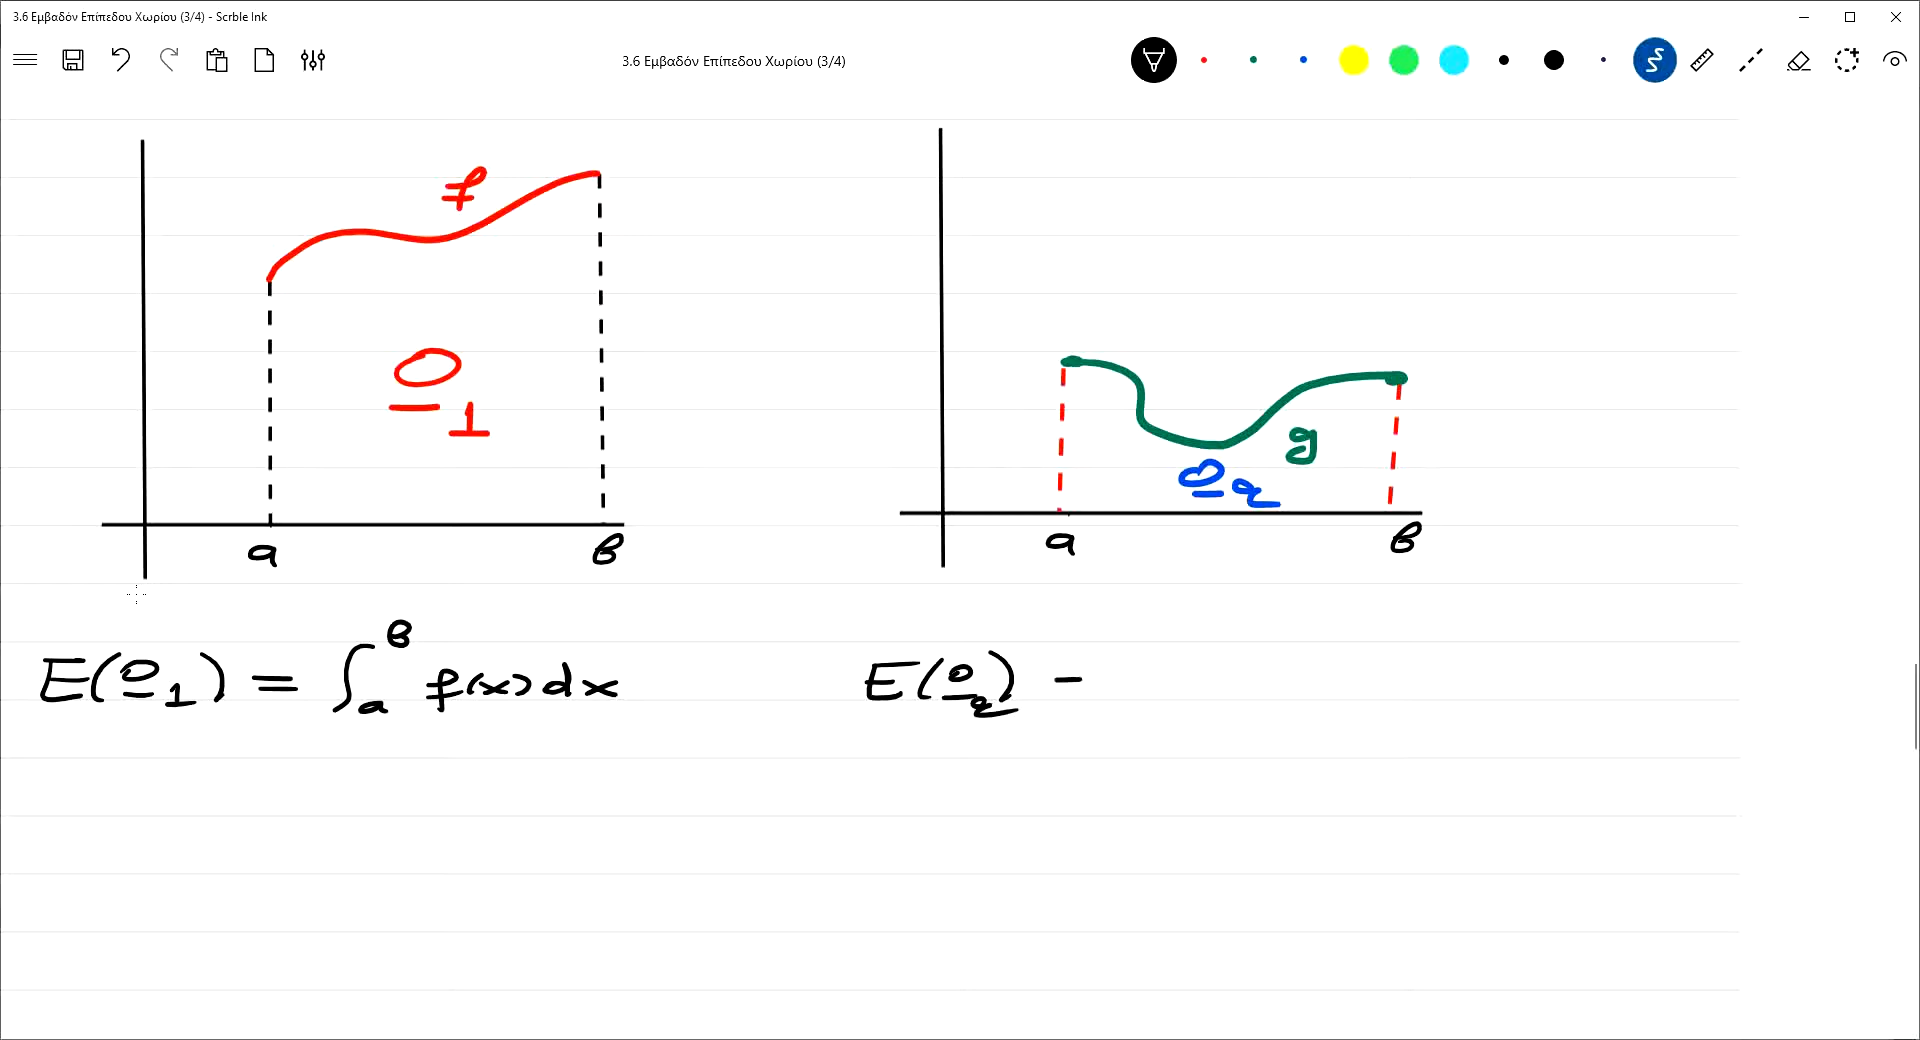 3.6 Εμβαδόν Επίπεδου Χωρίου (3/4) - Scrble Ink
3.6 Εμβαδόν Επίπεδου Χωρίου (3/4)
f
Ω₁
α β
g
Ω₂
α β
E(Ω₁) = ∫_α^β f(x)dx
E(Ω₂) -